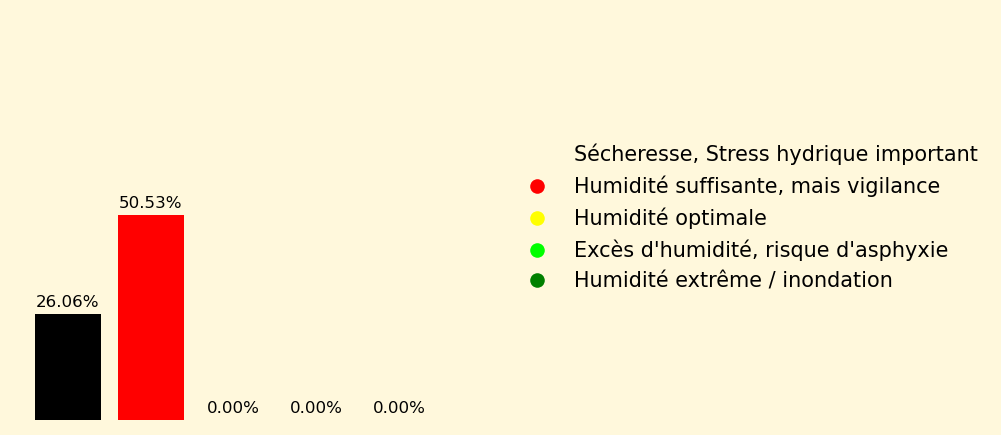 50.53%
26.06%
0.00%
0.00%
0.00%
Sécheresse, Stress hydrique important
Humidité suffisante, mais vigilance
Humidité optimale
Excès d'humidité, risque d'asphyxie
Humidité extrême / inondation